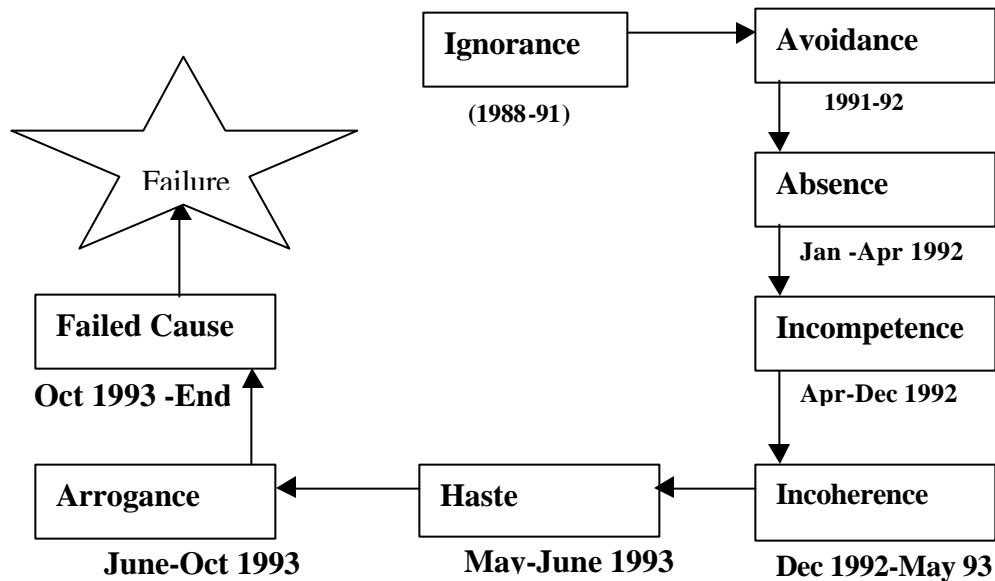 Ignorance
(1988-91)
Avoidance
1991-92
Absence
Jan -Apr 1992
Incompetence
Apr-Dec 1992
Incoherence
Dec 1992-May 93
Haste
May-June 1993
Arrogance
June-Oct 1993
Failed Cause
Oct 1993 -End
Failure